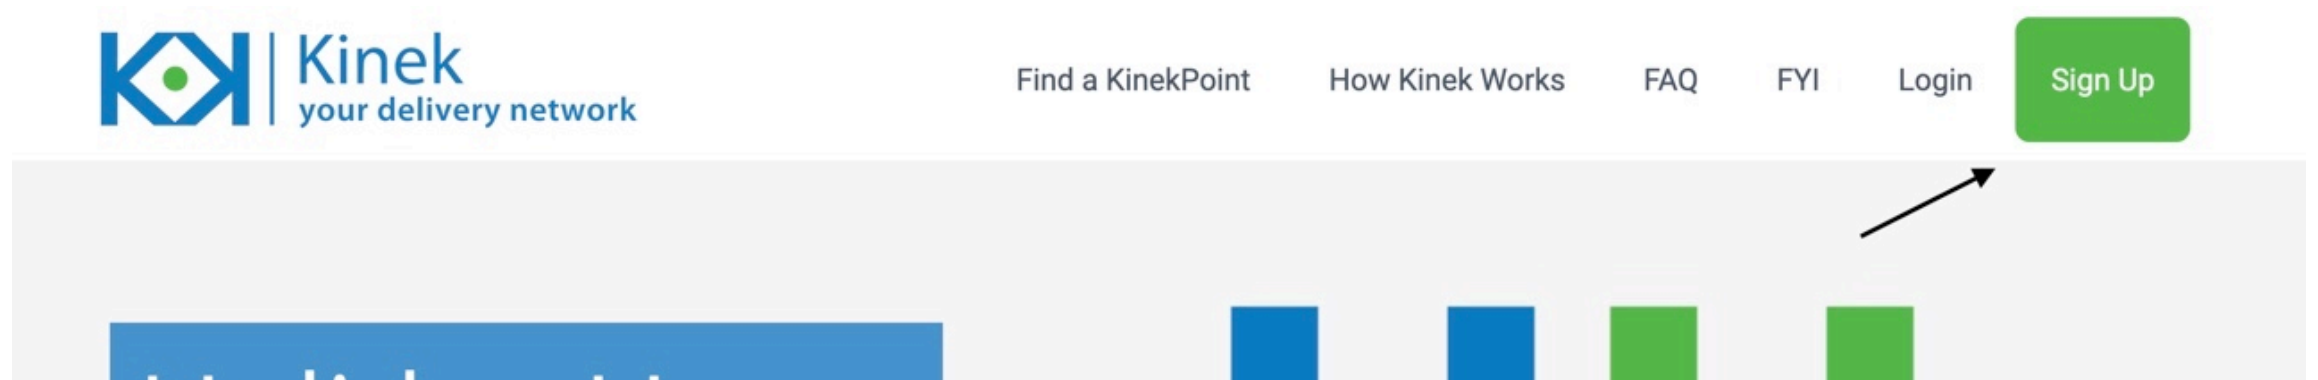 Kinek
your delivery network
Find a KinekPoint How Kinek Works FAQ FYI Login Sign Up